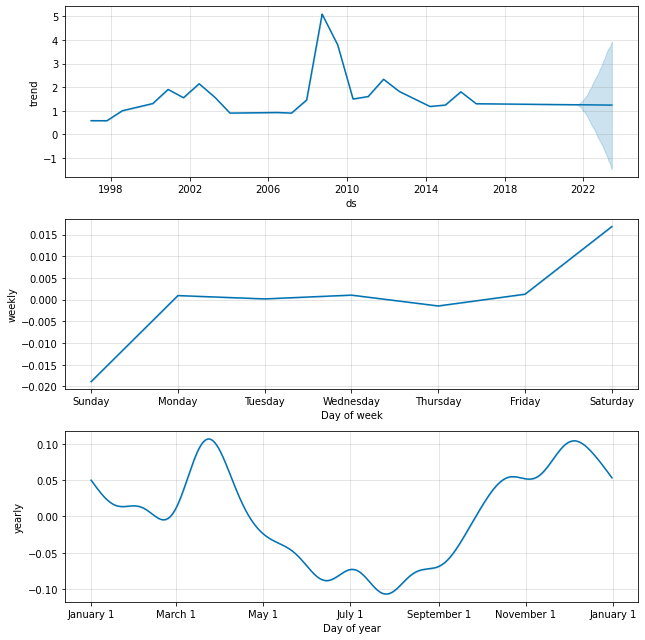 5
4
3
2
1
0
−1
trend
1998 2002 2006 2010 2014 2018 2022
ds
0.015
0.010
0.005
0.000
−0.005
−0.010
−0.015
−0.020
weekly
Sunday Monday Tuesday Wednesday Thursday Friday Saturday
Day of week
0.10
0.05
0.00
−0.05
−0.10
yearly
January 1 March 1 May 1 July 1 September 1 November 1 January 1
Day of year